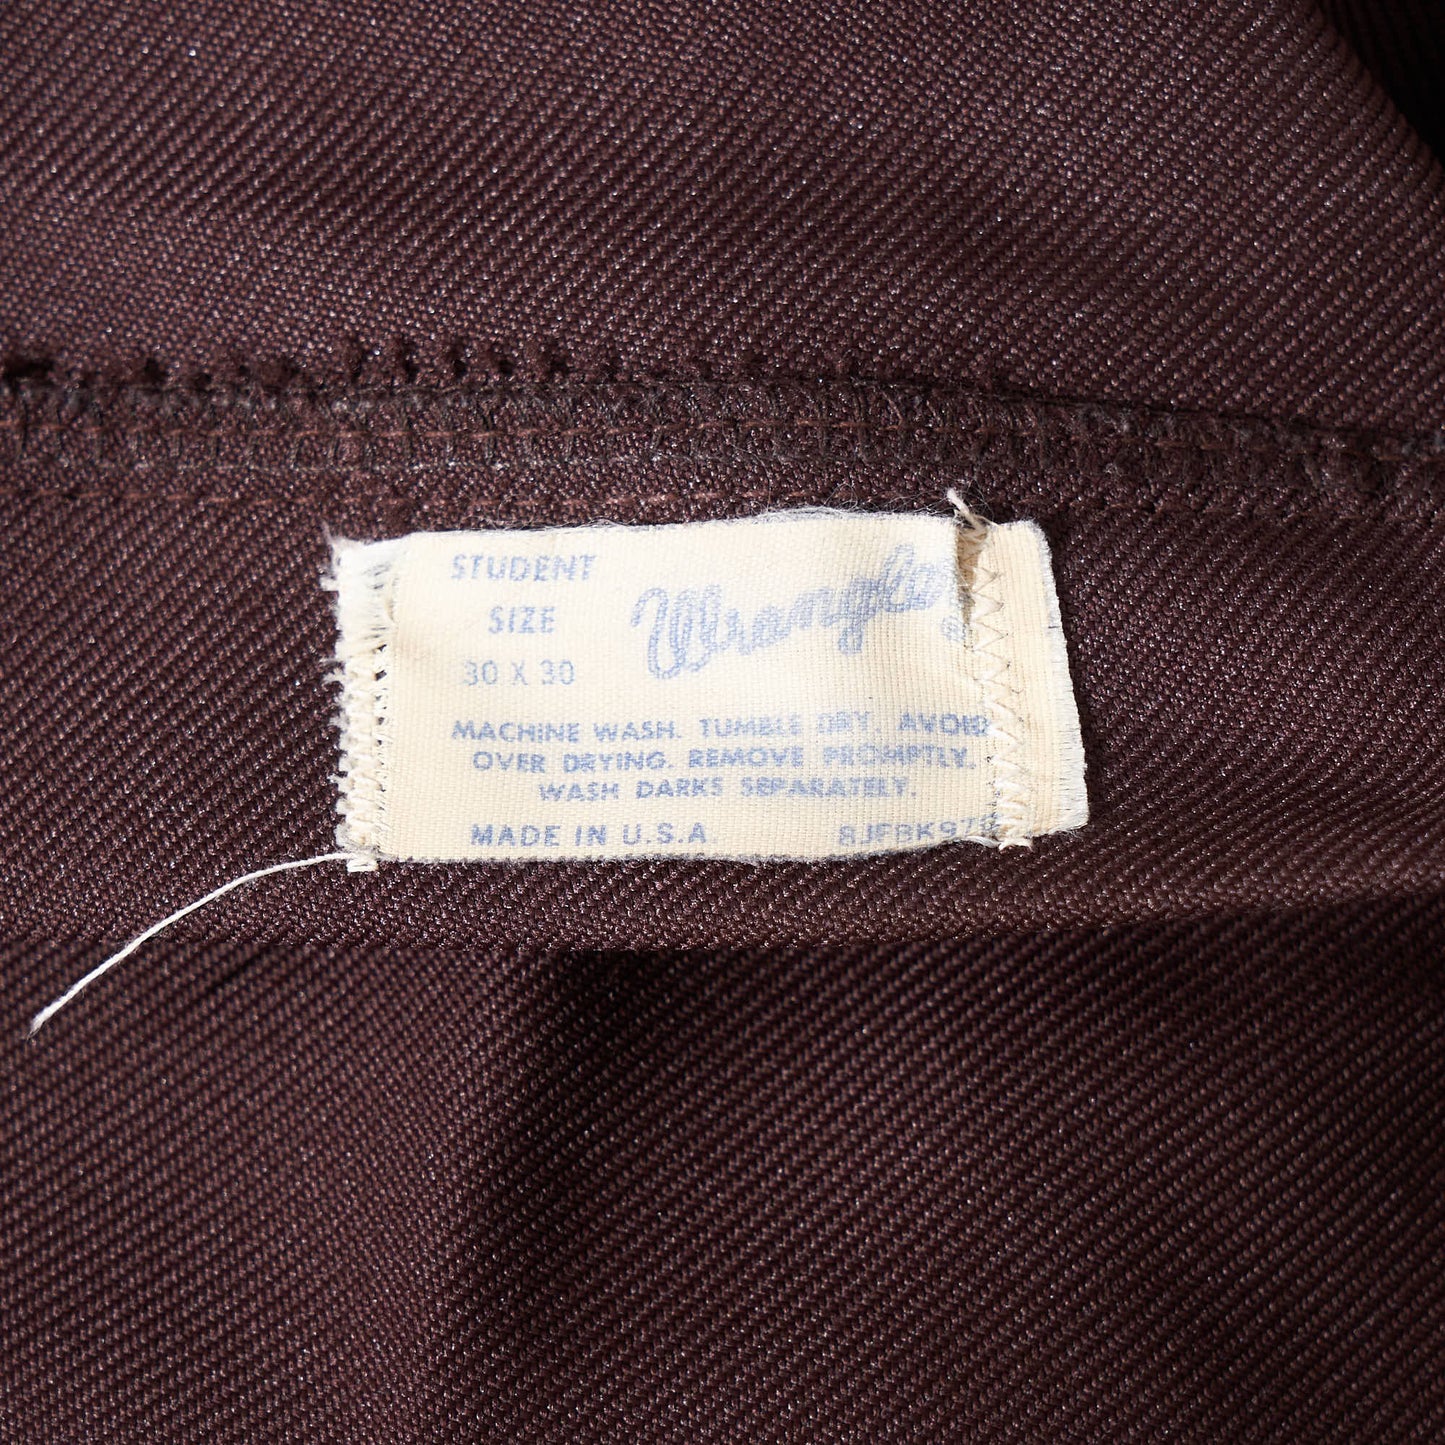 STUDENT
SIZE
30 X 30
Wrangler
®
MACHINE WASH. TUMBLE DRY. AVOID
OVER DRYING. REMOVE PROMPTLY.
WASH DARKS SEPARATELY.
MADE IN U.S.A.